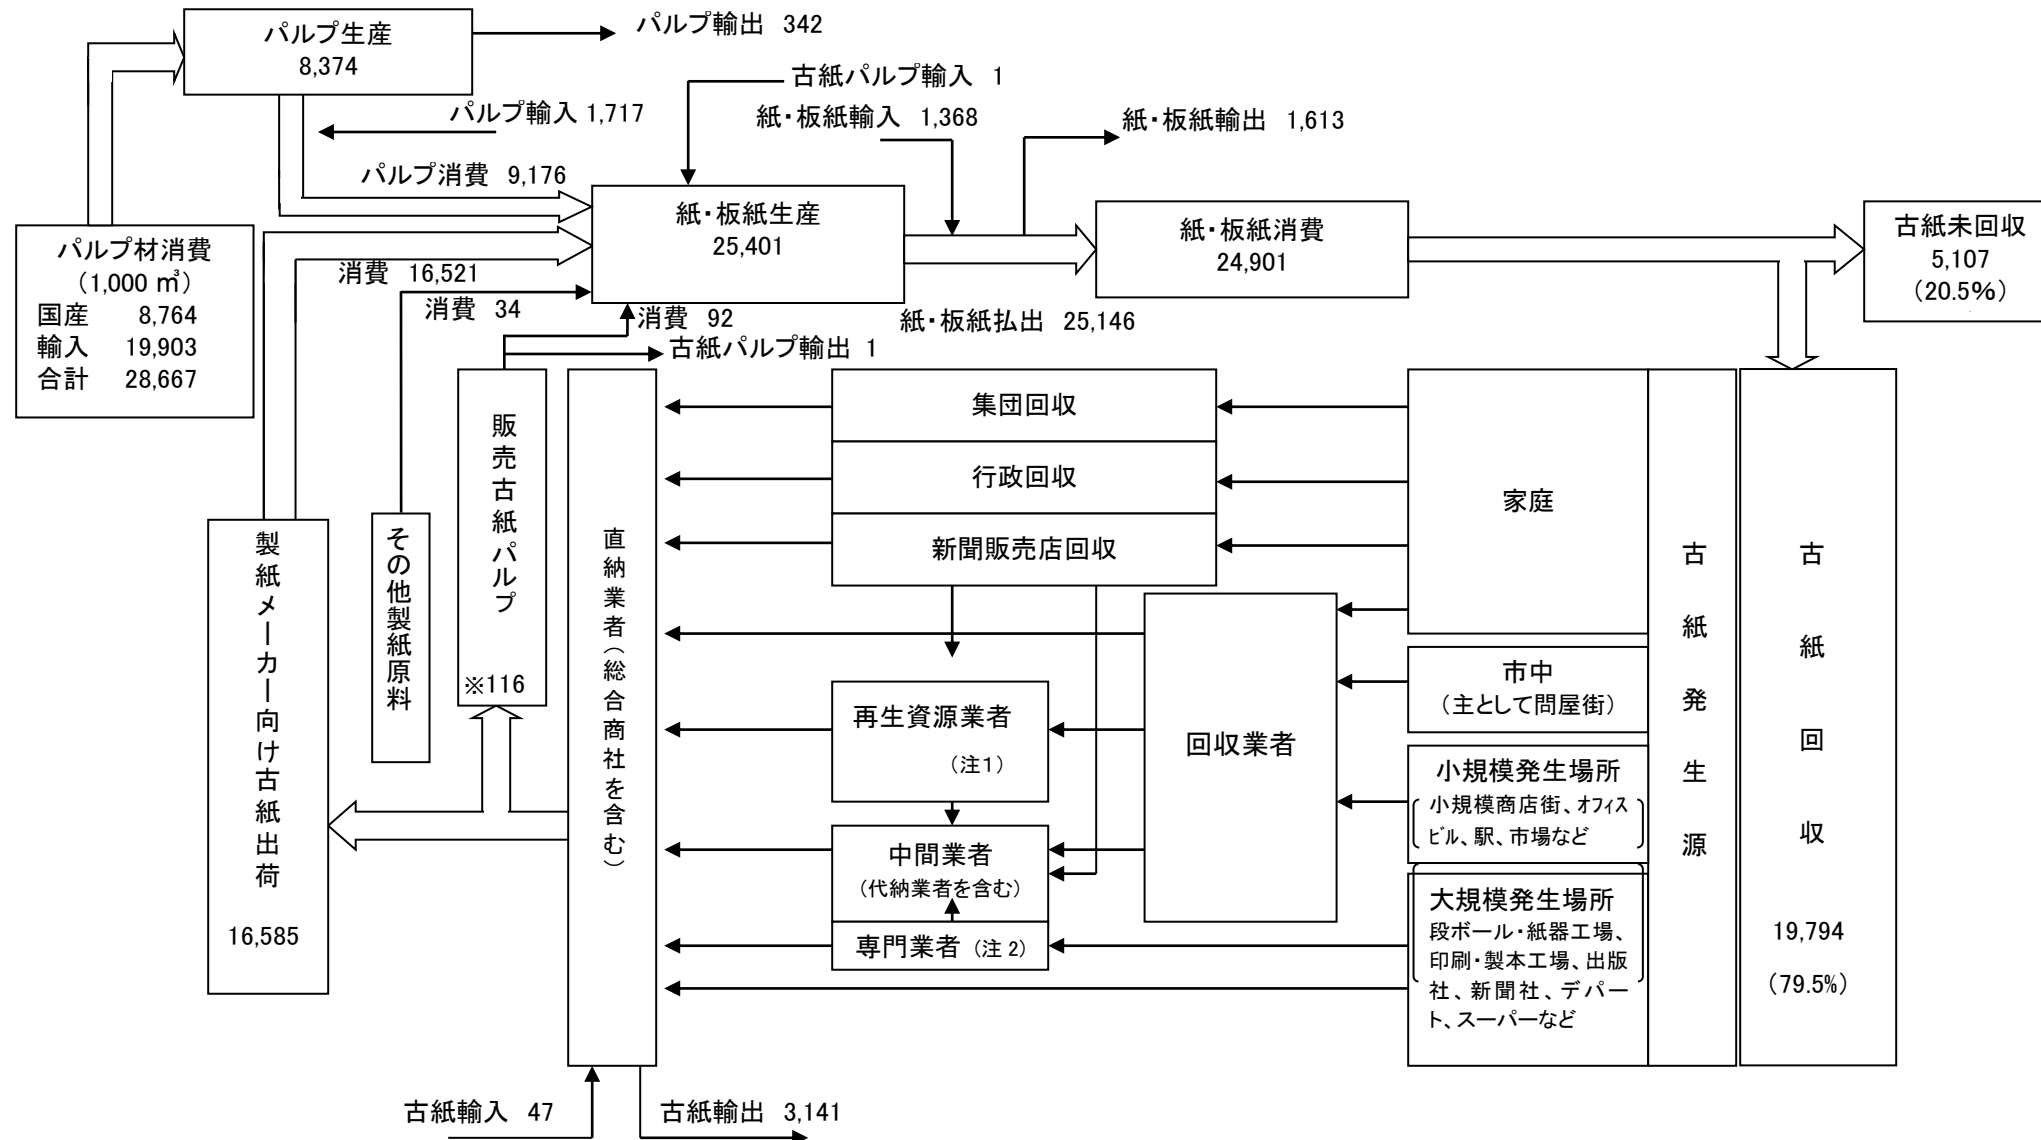 パルプ生産
8,374
パルプ輸出 342
古紙パルプ輸入 1
パルプ輸入 1,717
紙・板紙輸入 1,368
紙・板紙輸出 1,613
パルプ消費 9,176
紙・板紙生産
25,401
紙・板紙消費
24,901
古紙未回収
5,107
(20.5%)
パルプ材消費
(1,000 ㎥)
国産 8,764
輸入 19,903
合計 28,667
消費 16,521
消費 34
消費 92
紙・板紙払出 25,146
古紙パルプ輸出 1
製紙メーカー向け古紙出荷
16,585
その他製紙原料
販売古紙パルプ
※116
直納業者(総合商社を含む)
集団回収
行政回収
新聞販売店回収
再生資源業者
(注1)
中間業者
(代納業者を含む)
専門業者 (注 2)
回収業者
家庭
市中
(主として問屋街)
小規模発生場所
小規模商店街、オフィス
ビル、駅、市場など
大規模発生場所
段ボール・紙器工場、
印刷・製本工場、出版
社、新聞社、デパー
ト、スーパーなど
古紙発生源
古紙回収
19,794
(79.5%)
古紙輸入 47
古紙輸出 3,141